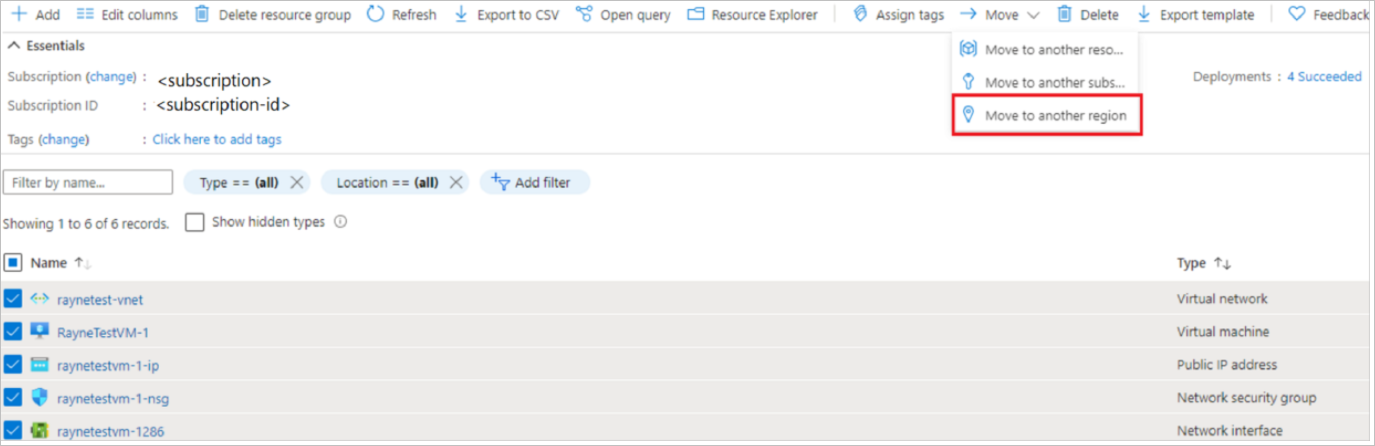 Add Edit columns Delete resource group Refresh Export to CSV Open query Resource Explorer Assign tags Move Delete Export template Feedback
Essentials
Move to another reso...
Subscription (change) : <subscription>
Move to another subs...
Deployments : 4 Succeeded
Subscription ID : <subscription-id>
Move to another region
Tags (change) : Click here to add tags
Filter by name... Type == (all) Location == (all) Add filter
Showing 1 to 6 of 6 records. Show hidden types
Name Type
raynetest-vnet Virtual network
RayneTestVM-1 Virtual machine
raynetestvm-1-ip Public IP address
raynetestvm-1-nsg Network security group
raynetestvm-1286 Network interface